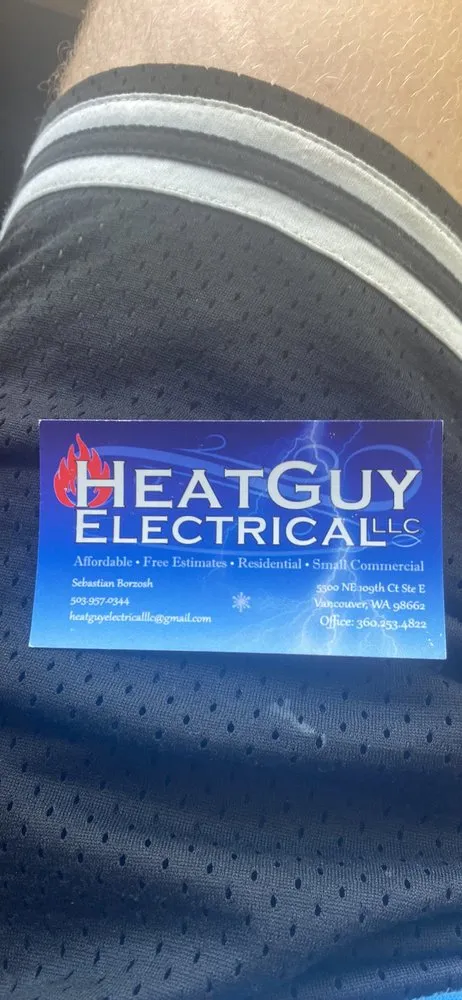 HEATGUY
ELECTRICAL LLC
Affordable • Free Estimates • Residential • Small Commercial
Sebastian Borzosh
503.957.0344
heatguyelectricalllc@gmail.com
5500 NE 109th Ct Ste E
Vancouver, WA 98662
Office: 360.253.4822